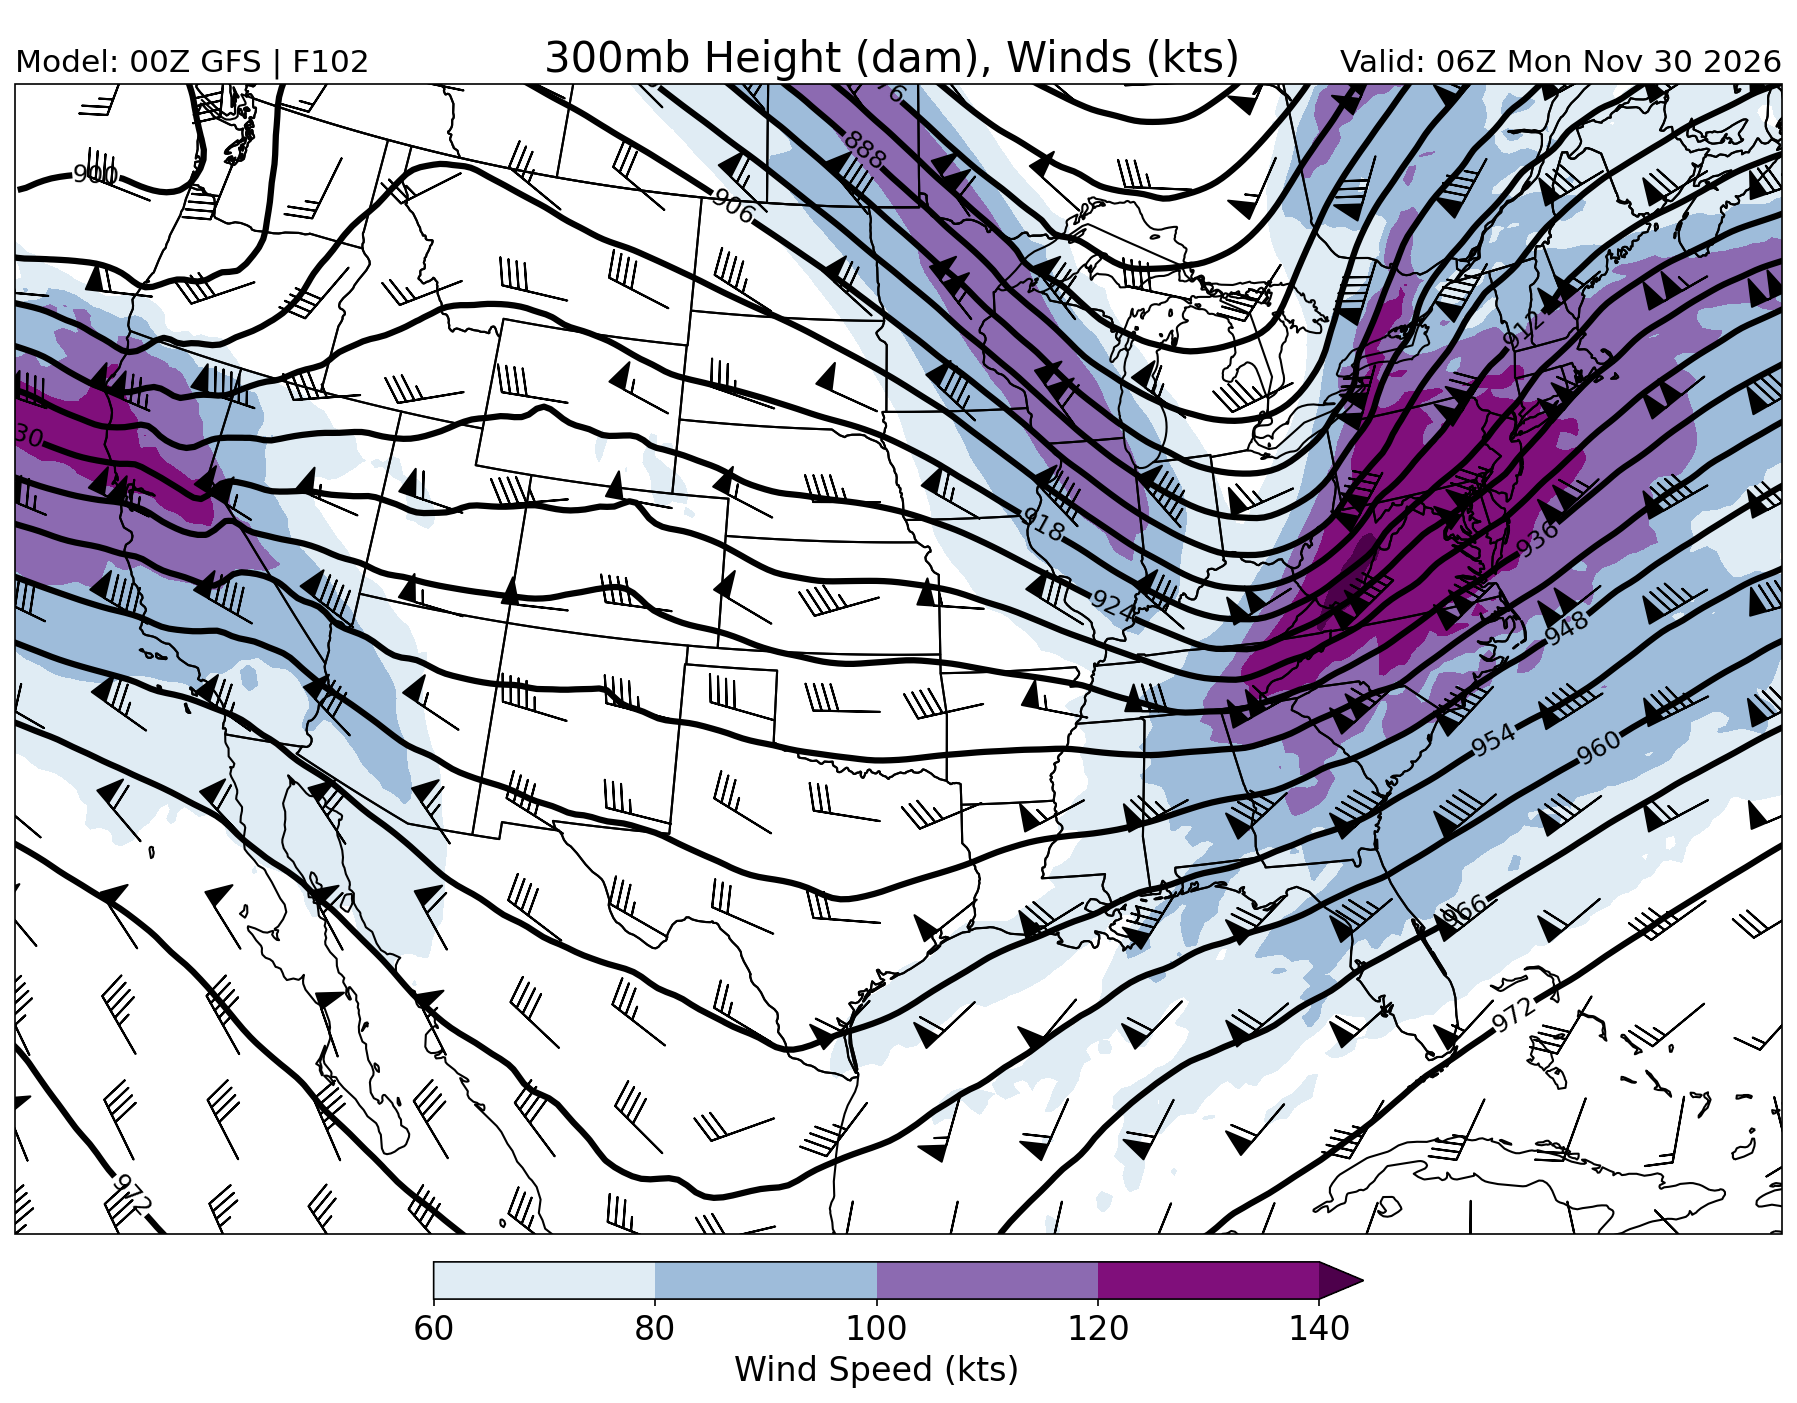 Model: 00Z GFS | F102
300mb Height (dam), Winds (kts)
Valid: 06Z Mon Nov 30 2026
888
900
906
912
30
918
936
924
948
954
960
966
972
972
60 80 100 120 140
Wind Speed (kts)